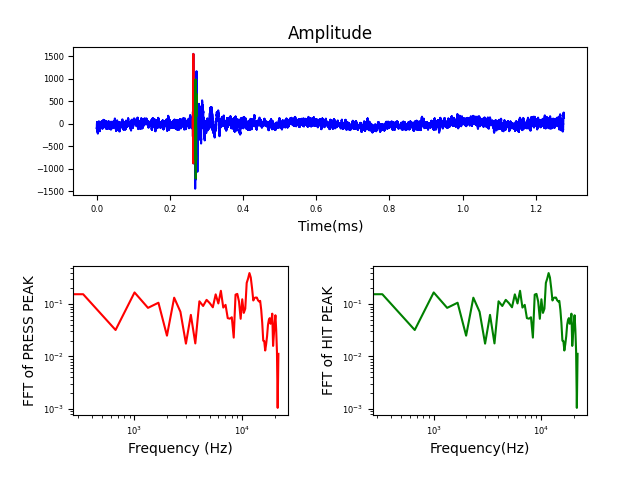 Amplitude
1500
1000
500
0
−500
−1000
−1500
0.0 0.2 0.4 0.6 0.8 1.0 1.2
Time(ms)
FFT of PRESS PEAK
10⁻¹
10⁻²
10⁻³
10³ 10⁴
Frequency (Hz)
FFT of HIT PEAK
10⁻¹
10⁻²
10⁻³
10³ 10⁴
Frequency(Hz)